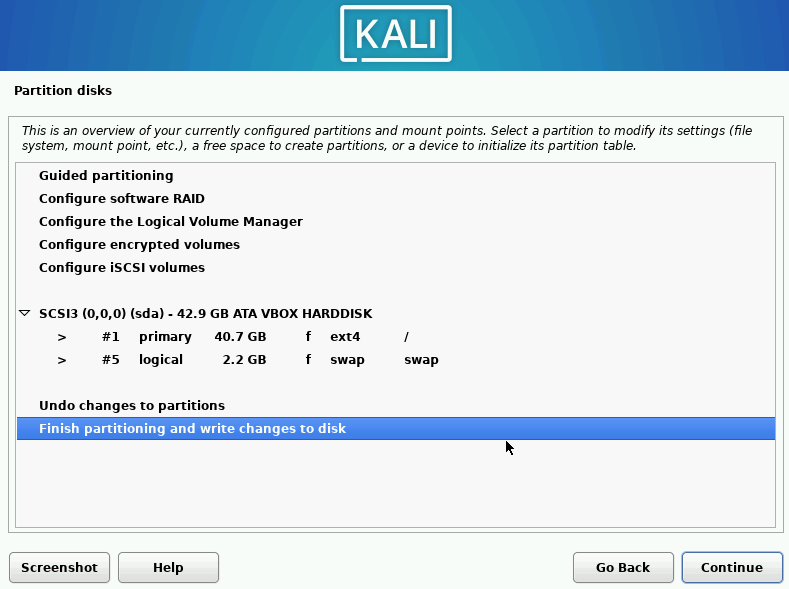 KALI
Partition disks
This is an overview of your currently configured partitions and mount points. Select a partition to modify its settings (file
system, mount point, etc.), a free space to create partitions, or a device to initialize its partition table.
Guided partitioning
Configure software RAID
Configure the Logical Volume Manager
Configure encrypted volumes
Configure iSCSI volumes
SCSI3 (0,0,0) (sda) - 42.9 GB ATA VBOX HARDDISK
> #1 primary 40.7 GB f ext4 /
> #5 logical 2.2 GB f swap swap
Undo changes to partitions
Finish partitioning and write changes to disk
Screenshot Help Go Back Continue